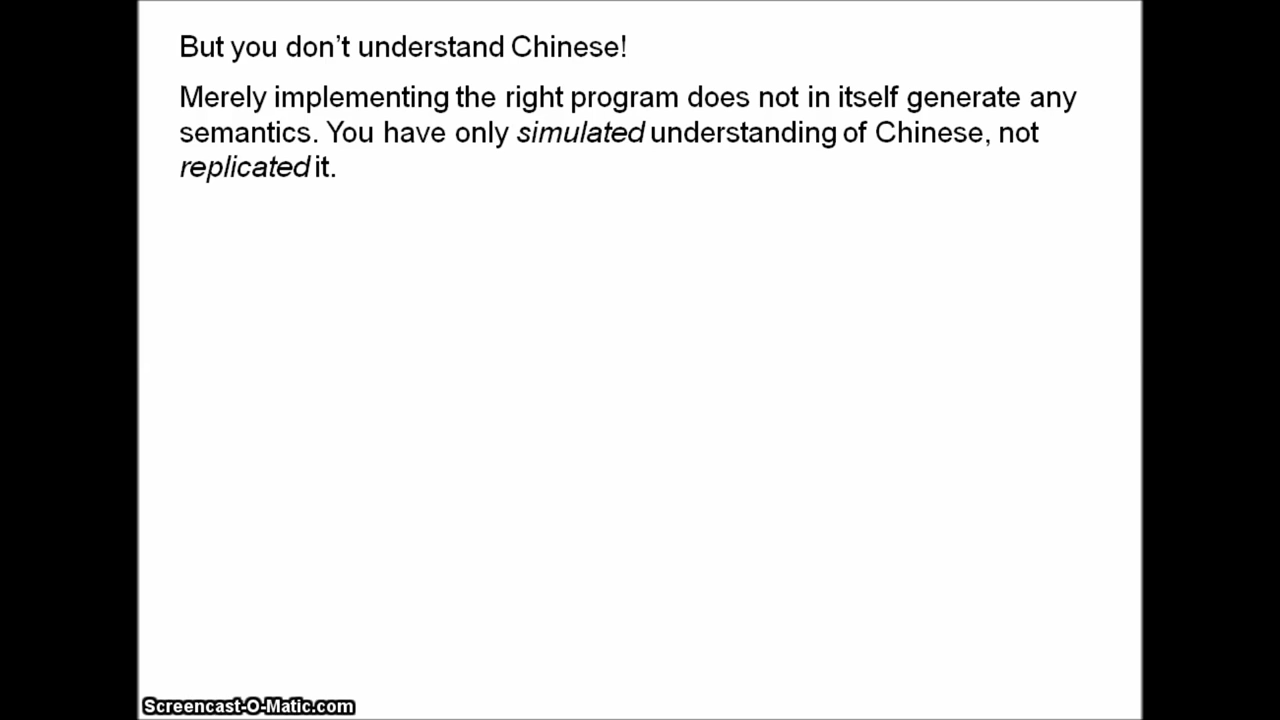 But you don’t understand Chinese!
Merely implementing the right program does not in itself generate any
semantics. You have only simulated understanding of Chinese, not
replicated it.
Screencast-O-Matic.com